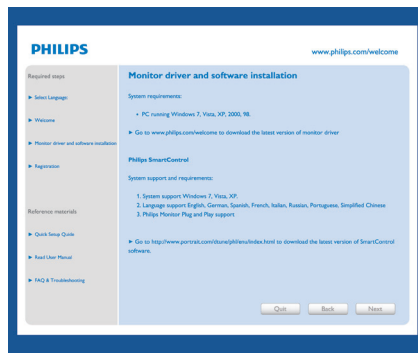 PHILIPS
www.philips.com/welcome
Required steps
► Select Language
► Welcome
► Monitor driver and software installation
► Registration
Reference materials
► Quick Setup Guide
► Read User Manual
► FAQ & Troubleshooting
Monitor driver and software installation
System requirements:
• PC running Windows 7, Vista, XP, 2000, 98.
► Go to www.philips.com/welcome to download the latest version of monitor driver
Philips SmartControl
System support and requirements:
1. System support Windows 7, Vista, XP.
2. Language support English, German, Spanish, French, Italian, Russian, Portuguese, Simplified Chinese
3. Philips Monitor Plug and Play support
► Go to http://www.portrait.com/dtune/phl/enu/index.html to download the latest version of SmartControl
software.
Quit
Back
Next